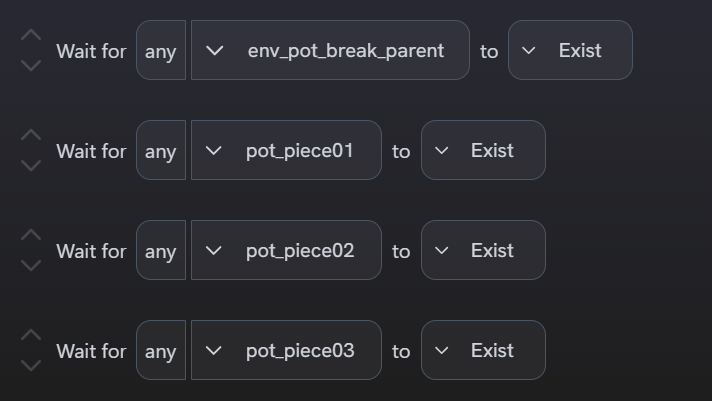 Wait for any env_pot_break_parent to Exist
Wait for any pot_piece01 to Exist
Wait for any pot_piece02 to Exist
Wait for any pot_piece03 to Exist